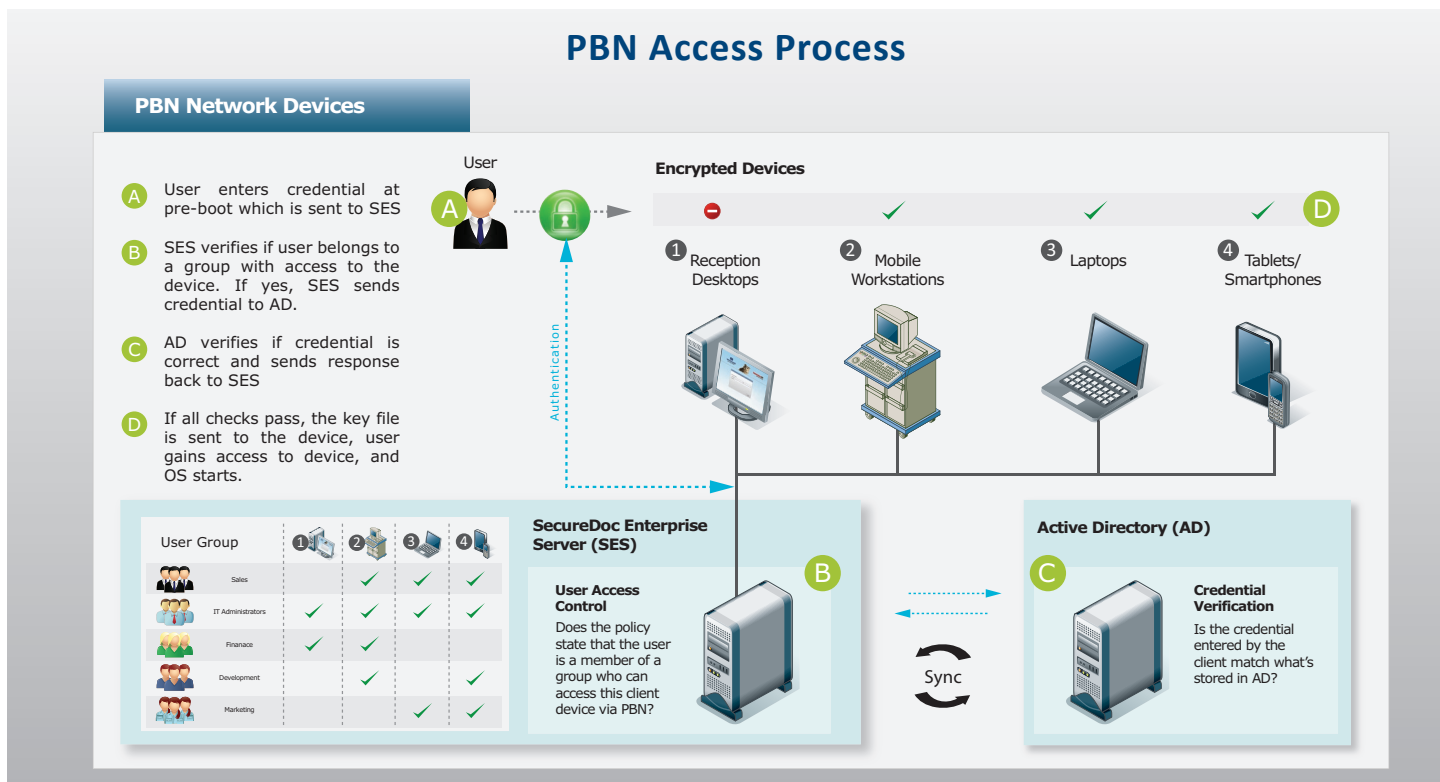 PBN Access Process
PBN Network Devices
A
User enters credential at
pre-boot which is sent to SES
B
SES verifies if user belongs to
a group with access to the
device. If yes, SES sends
credential to AD.
C
AD verifies if credential is
correct and sends response
back to SES
D
If all checks pass, the key file
is sent to the device, user
gains access to device, and
OS starts.
User
A
Encrypted Devices
D
1 Reception
Desktops
2 Mobile
Workstations
3 Laptops
4 Tablets/
Smartphones
Authentication
User Group
1
2
3
4
Sales
IT Administrators
Finanace
Development
Marketing
SecureDoc Enterprise
Server (SES)
B
User Access
Control
Does the policy
state that the user
is a member of a
group who can
access this client
device via PBN?
Sync
Active Directory (AD)
C
Credential
Verification
Is the credential
entered by the
client match what's
stored in AD?